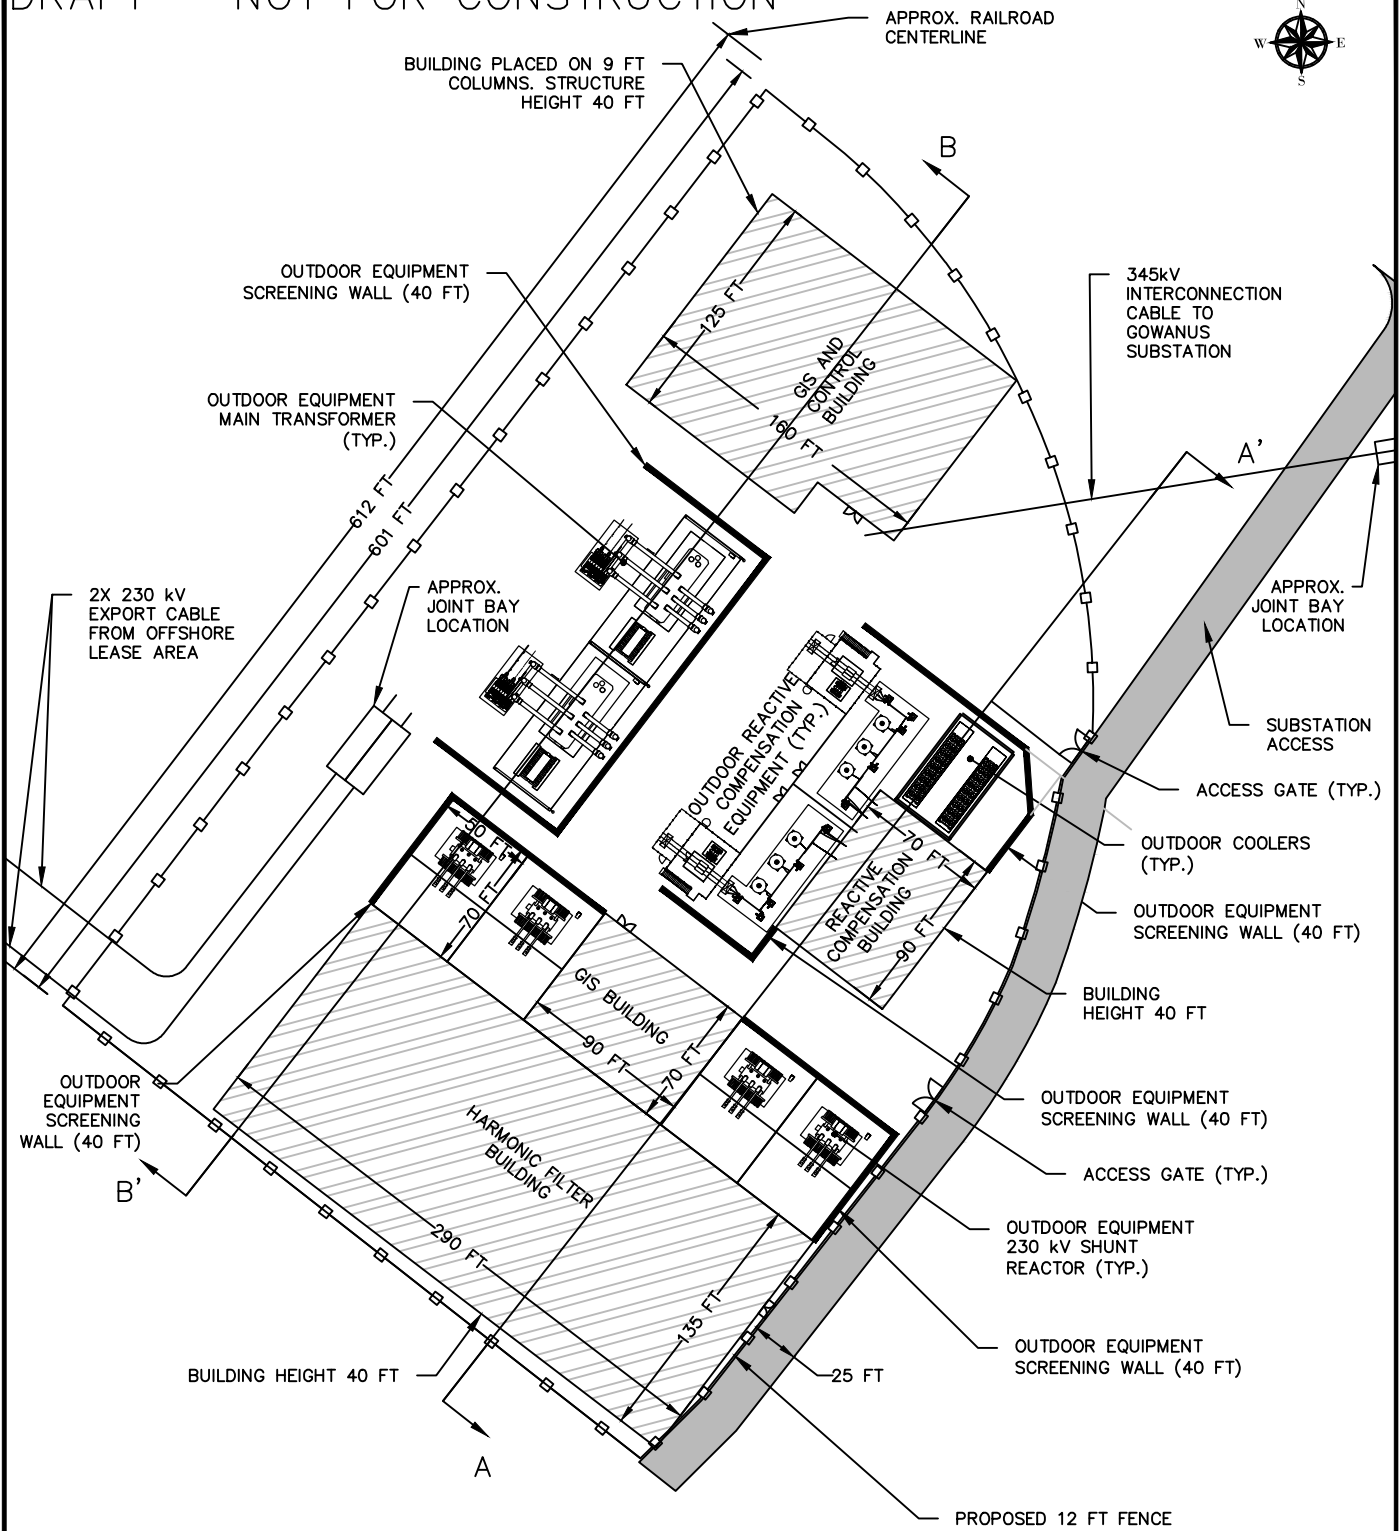 DRAFT - NOT FOR CONSTRUCTION
APPROX. RAILROAD
CENTERLINE
N
W
E
S
BUILDING PLACED ON 9 FT
COLUMNS. STRUCTURE
HEIGHT 40 FT
B
OUTDOOR EQUIPMENT
SCREENING WALL (40 FT)
345kV
INTERCONNECTION
CABLE TO
GOWANUS
SUBSTATION
125 FT
GIS AND
CONTROL
BUILDING
160 FT
OUTDOOR EQUIPMENT
MAIN TRANSFORMER
(TYP.)
A'
612 FT
601 FT
2X 230 kV
EXPORT CABLE
FROM OFFSHORE
LEASE AREA
APPROX.
JOINT BAY
LOCATION
APPROX.
JOINT BAY
LOCATION
OUTDOOR REACTIVE
COMPENSATION
EQUIPMENT (TYP.)
SUBSTATION
ACCESS
ACCESS GATE (TYP.)
OUTDOOR COOLERS
(TYP.)
50 FT
70 FT
70 FT
REACTIVE
COMPENSATION
BUILDING
90 FT
OUTDOOR EQUIPMENT
SCREENING WALL (40 FT)
BUILDING
HEIGHT 40 FT
GIS BUILDING
90 FT
70 FT
OUTDOOR
EQUIPMENT
SCREENING
WALL (40 FT)
OUTDOOR EQUIPMENT
SCREENING WALL (40 FT)
HARMONIC FILTER
BUILDING
ACCESS GATE (TYP.)
B'
OUTDOOR EQUIPMENT
230 kV SHUNT
REACTOR (TYP.)
290 FT
135 FT
OUTDOOR EQUIPMENT
SCREENING WALL (40 FT)
BUILDING HEIGHT 40 FT
25 FT
A
PROPOSED 12 FT FENCE